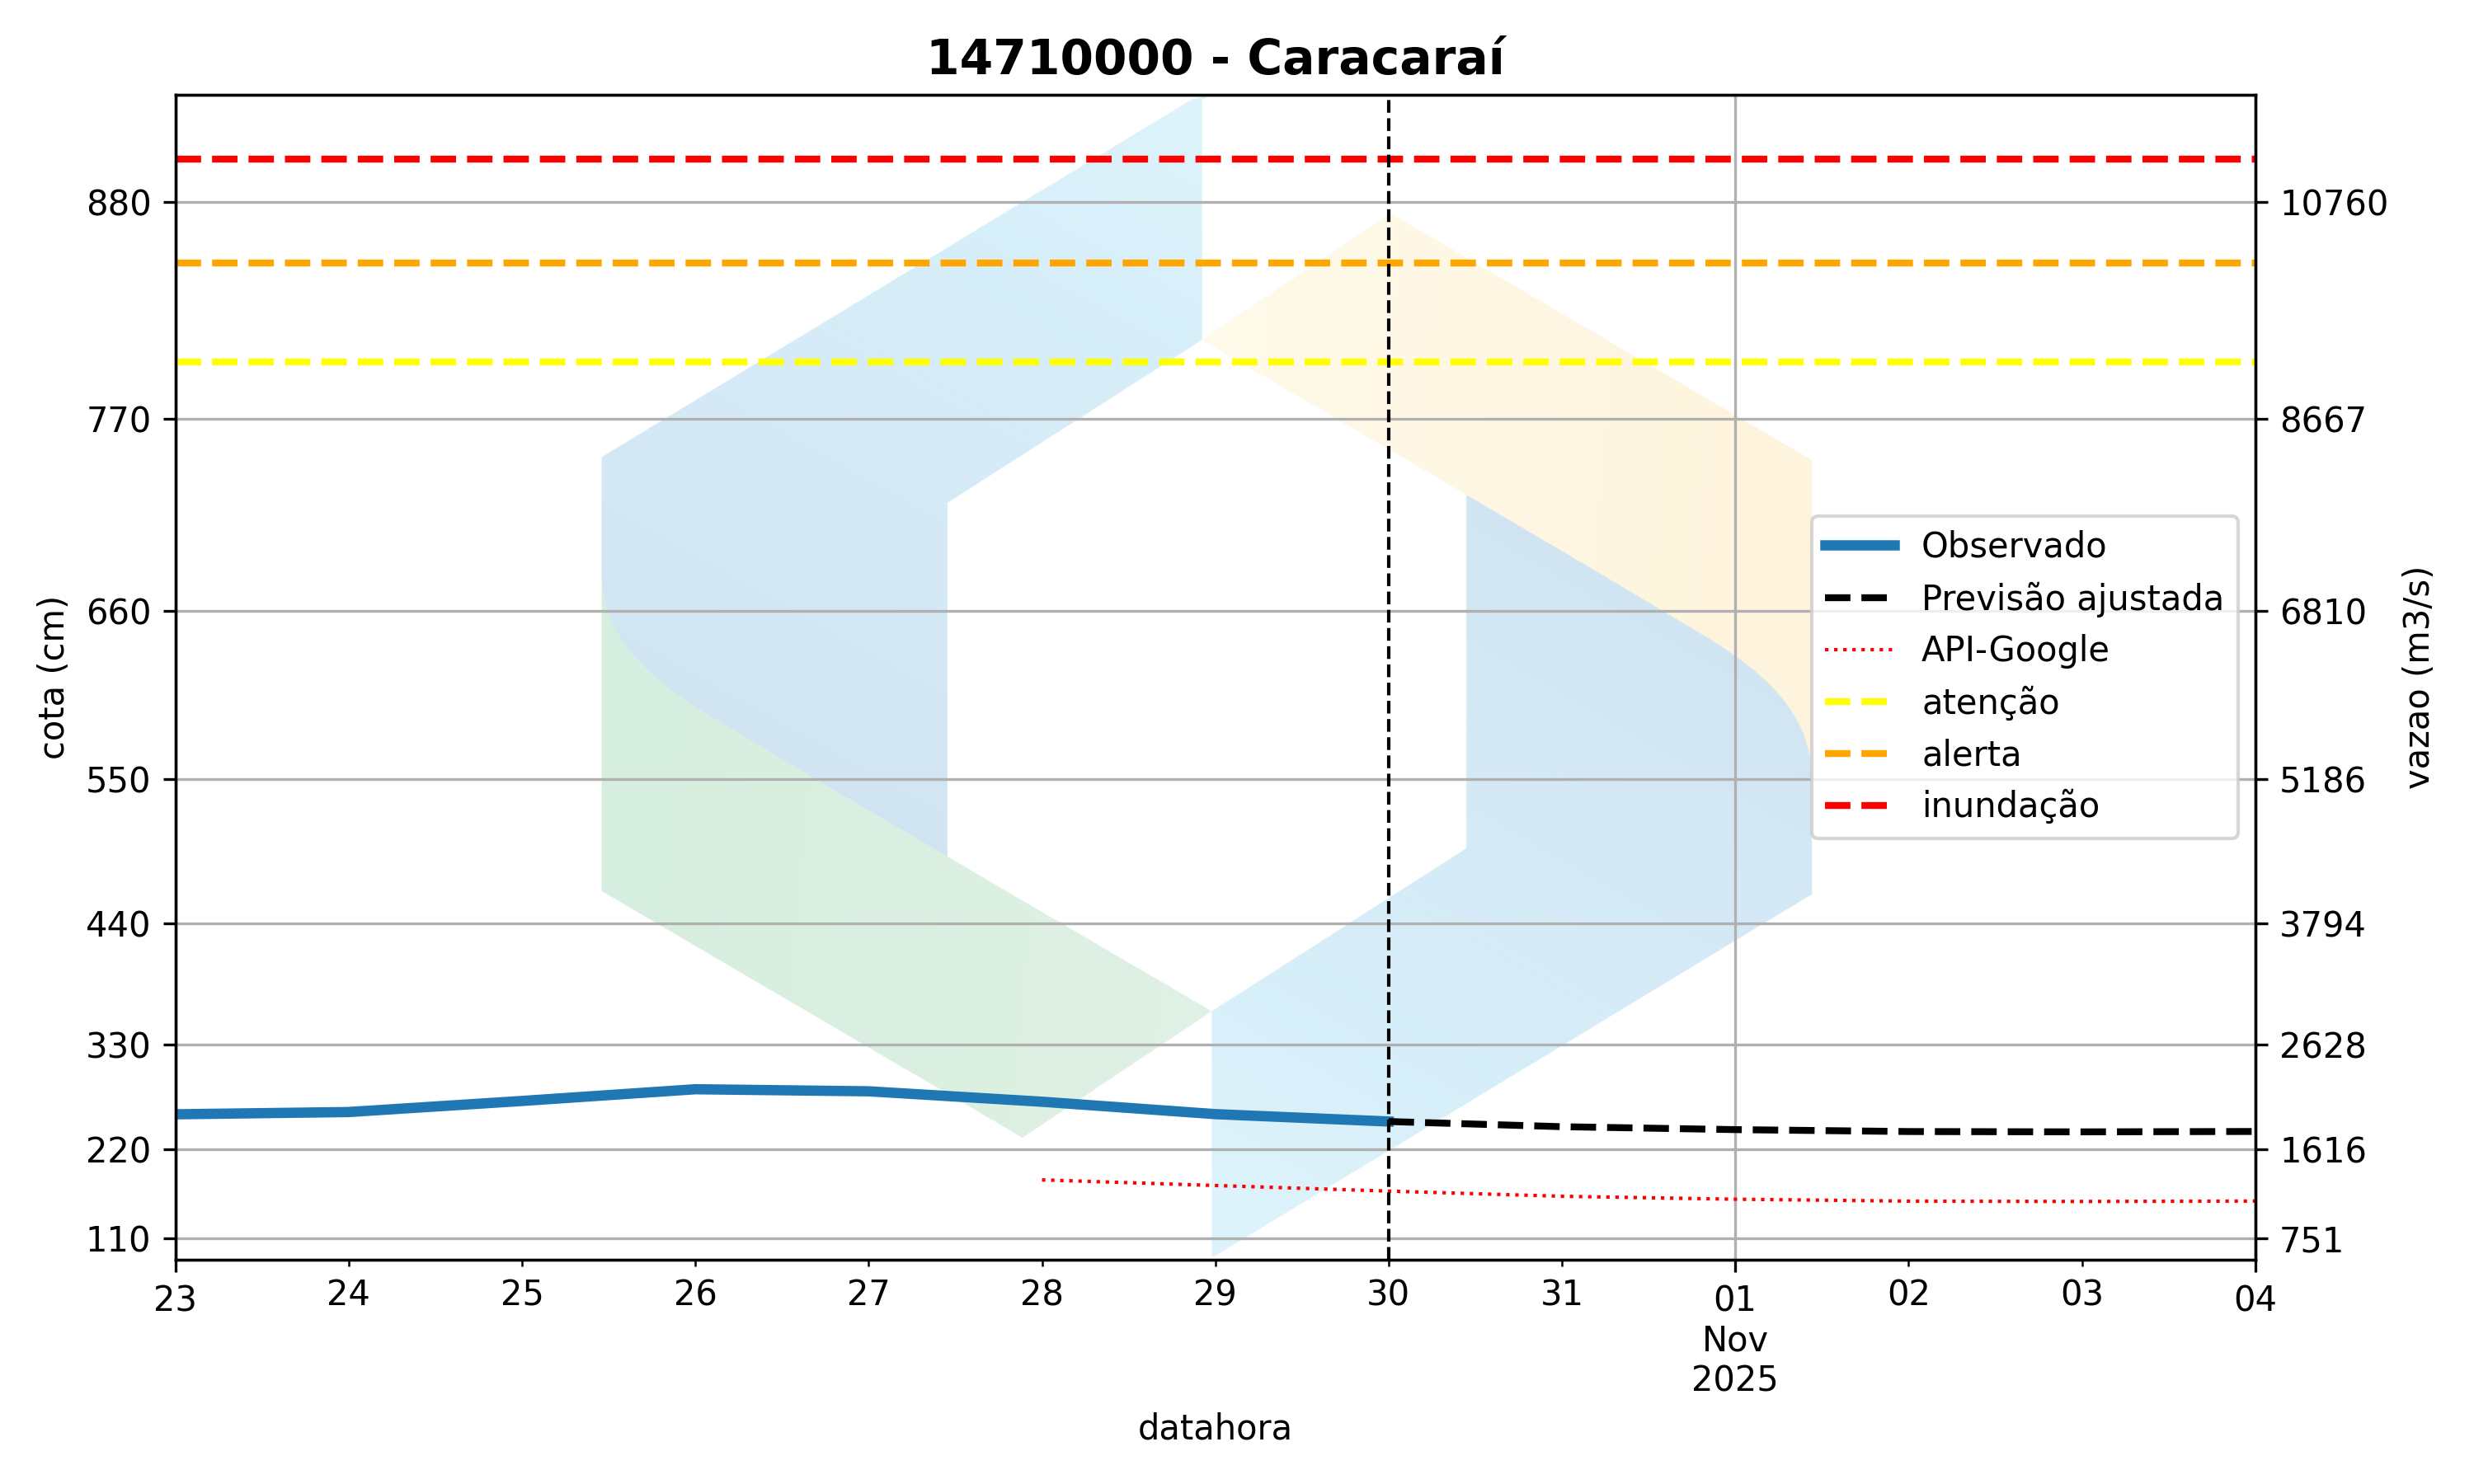 14710000 - Caracaraí
880
770
660
550
440
330
220
110
cota (cm)
10760
8667
6810
5186
3794
2628
1616
751
vazao (m3/s)
Observado
Previsão ajustada
API-Google
atenção
alerta
inundação
23 24 25 26 27 28 29 30 31 01 02 03 04
Nov
2025
datahora